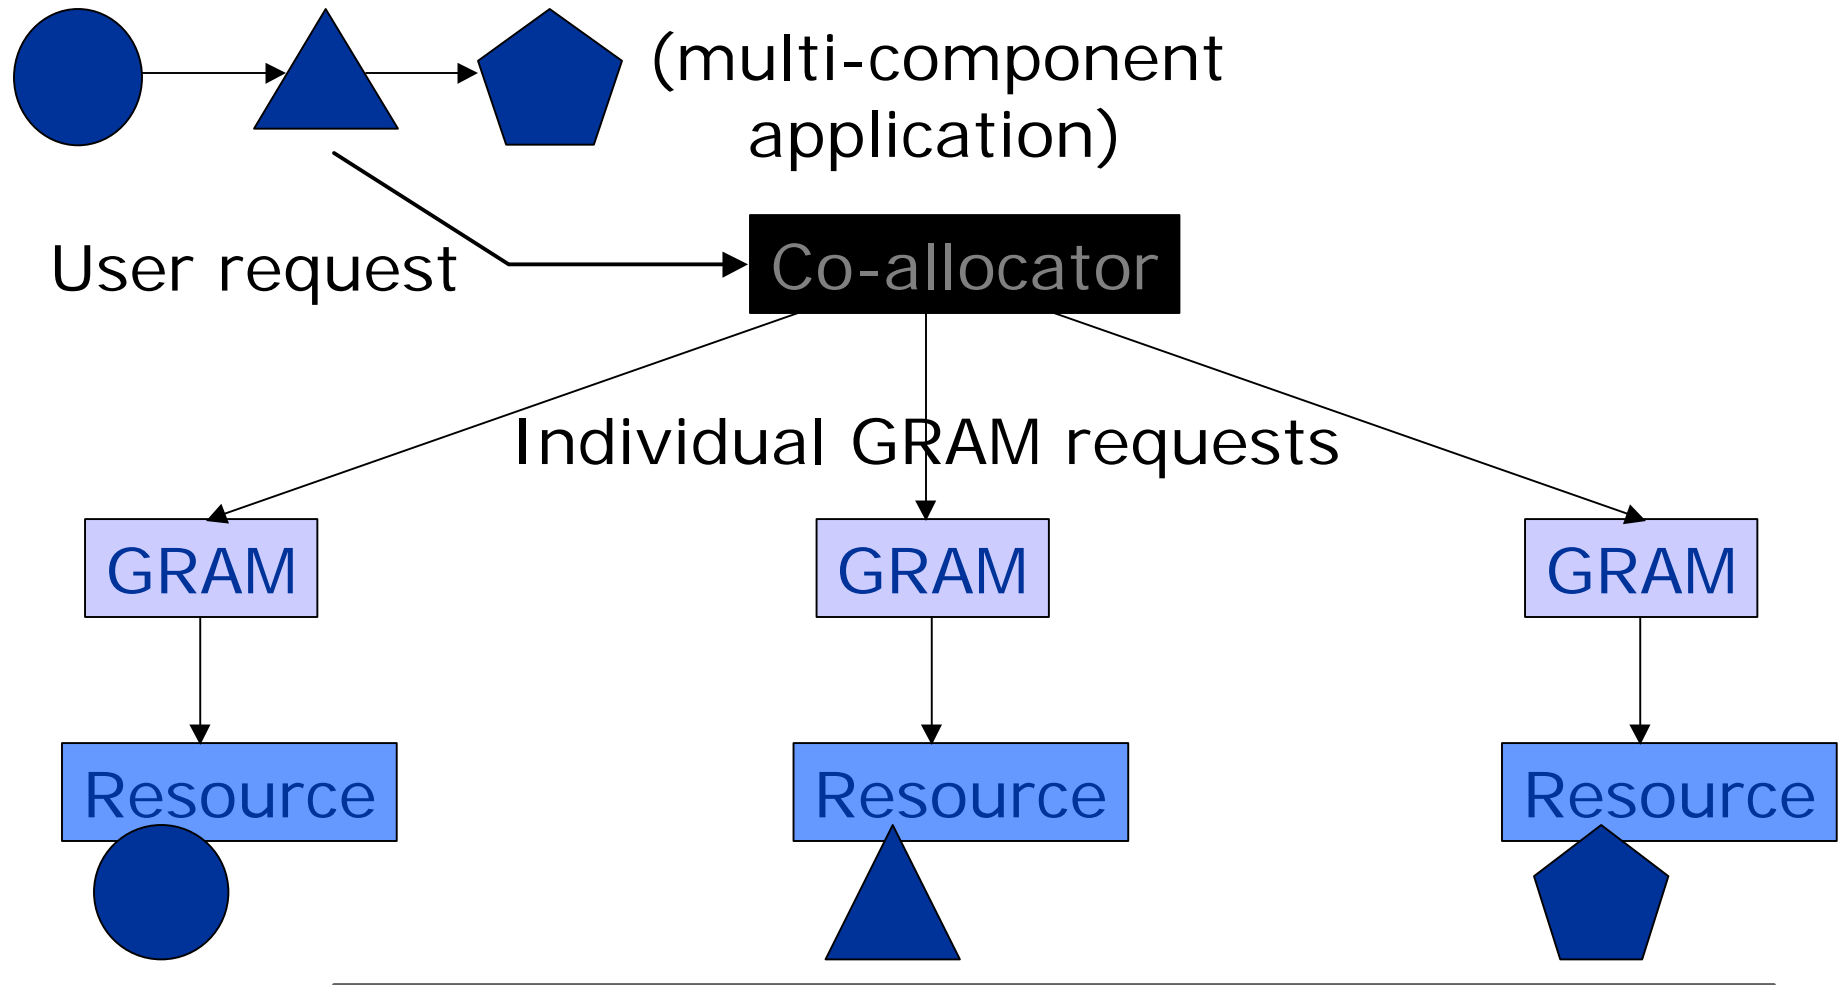 (multi-component
application)
User request
Co-allocator
Individual GRAM requests
GRAM
GRAM
GRAM
Resource
Resource
Resource